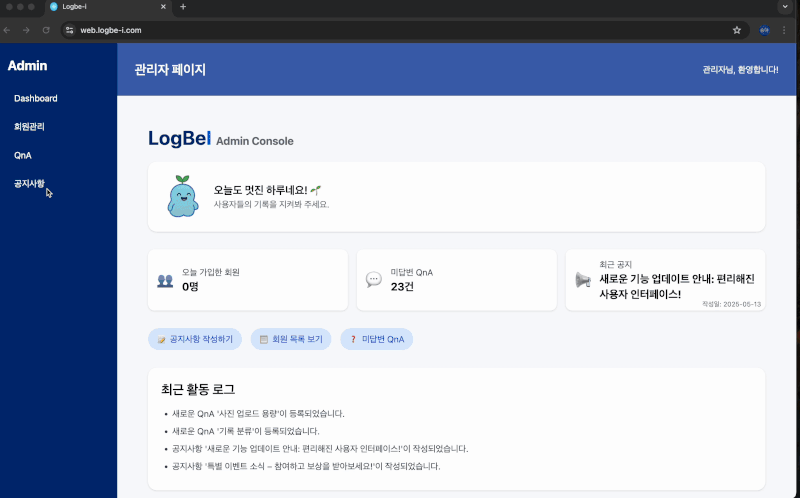 Logbe-i
web.logbe-i.com
Admin
Dashboard
회원관리
QnA
공지사항
관리자 페이지
관리자님, 환영합니다!
LogBeI Admin Console
오늘도 멋진 하루네요! 🌱
사용자들의 기록을 지켜봐 주세요.
오늘 가입한 회원
0명
미답변 QnA
23건
최근 공지
새로운 기능 업데이트 안내: 편리해진
사용자 인터페이스!
작성일: 2025-05-13
📝 공지사항 작성하기
📋 회원 목록 보기
❓ 미답변 QnA
최근 활동 로그
• 새로운 QnA '사진 업로드 용량'이 등록되었습니다.
• 새로운 QnA '기록 분류'이 등록되었습니다.
• 공지사항 '새로운 기능 업데이트 안내: 편리해진 사용자 인터페이스!'이 작성되었습니다.
• 공지사항 '특별 이벤트 소식 – 참여하고 보상을 받아보세요!'이 작성되었습니다.